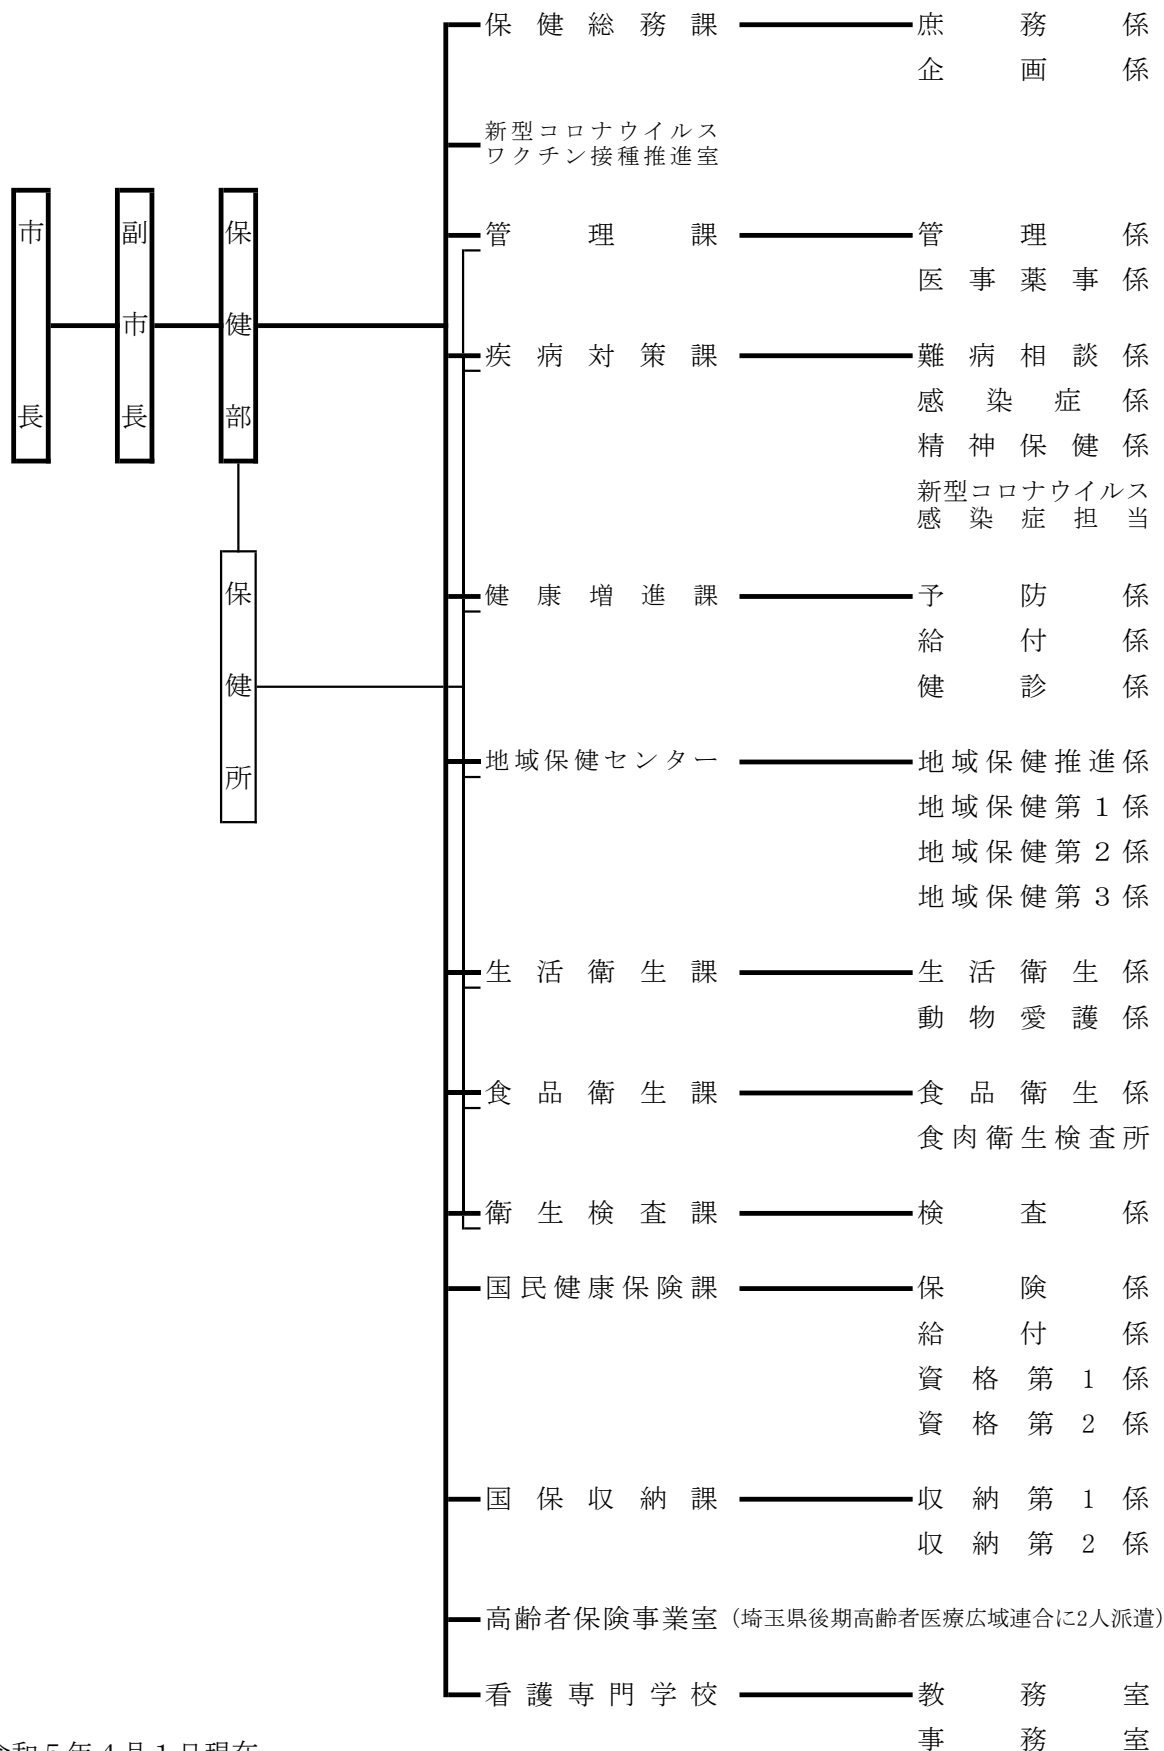 市長
副市長
保健部
保健所
保健総務課 庶務係
企画係
新型コロナウイルス
ワクチン接種推進室
管理課 管理係
医事薬事係
疾病対策課 難病相談係
感染症係
精神保健係
新型コロナウイルス
感染症担当
健康増進課 予防係
給付係
健診係
地域保健センター 地域保健推進係
地域保健第1係
地域保健第2係
地域保健第3係
生活衛生課 生活衛生係
動物愛護係
食品衛生課 食品衛生係
食肉衛生検査所
衛生検査課 検査係
国民健康保険課 保険係
給付係
資格第1係
資格第2係
国保収納課 収納第1係
収納第2係
高齢者保険事業室 (埼玉県後期高齢者医療広域連合に2人派遣)
看護専門学校 教務室
事務室
令和5年4月1日現在